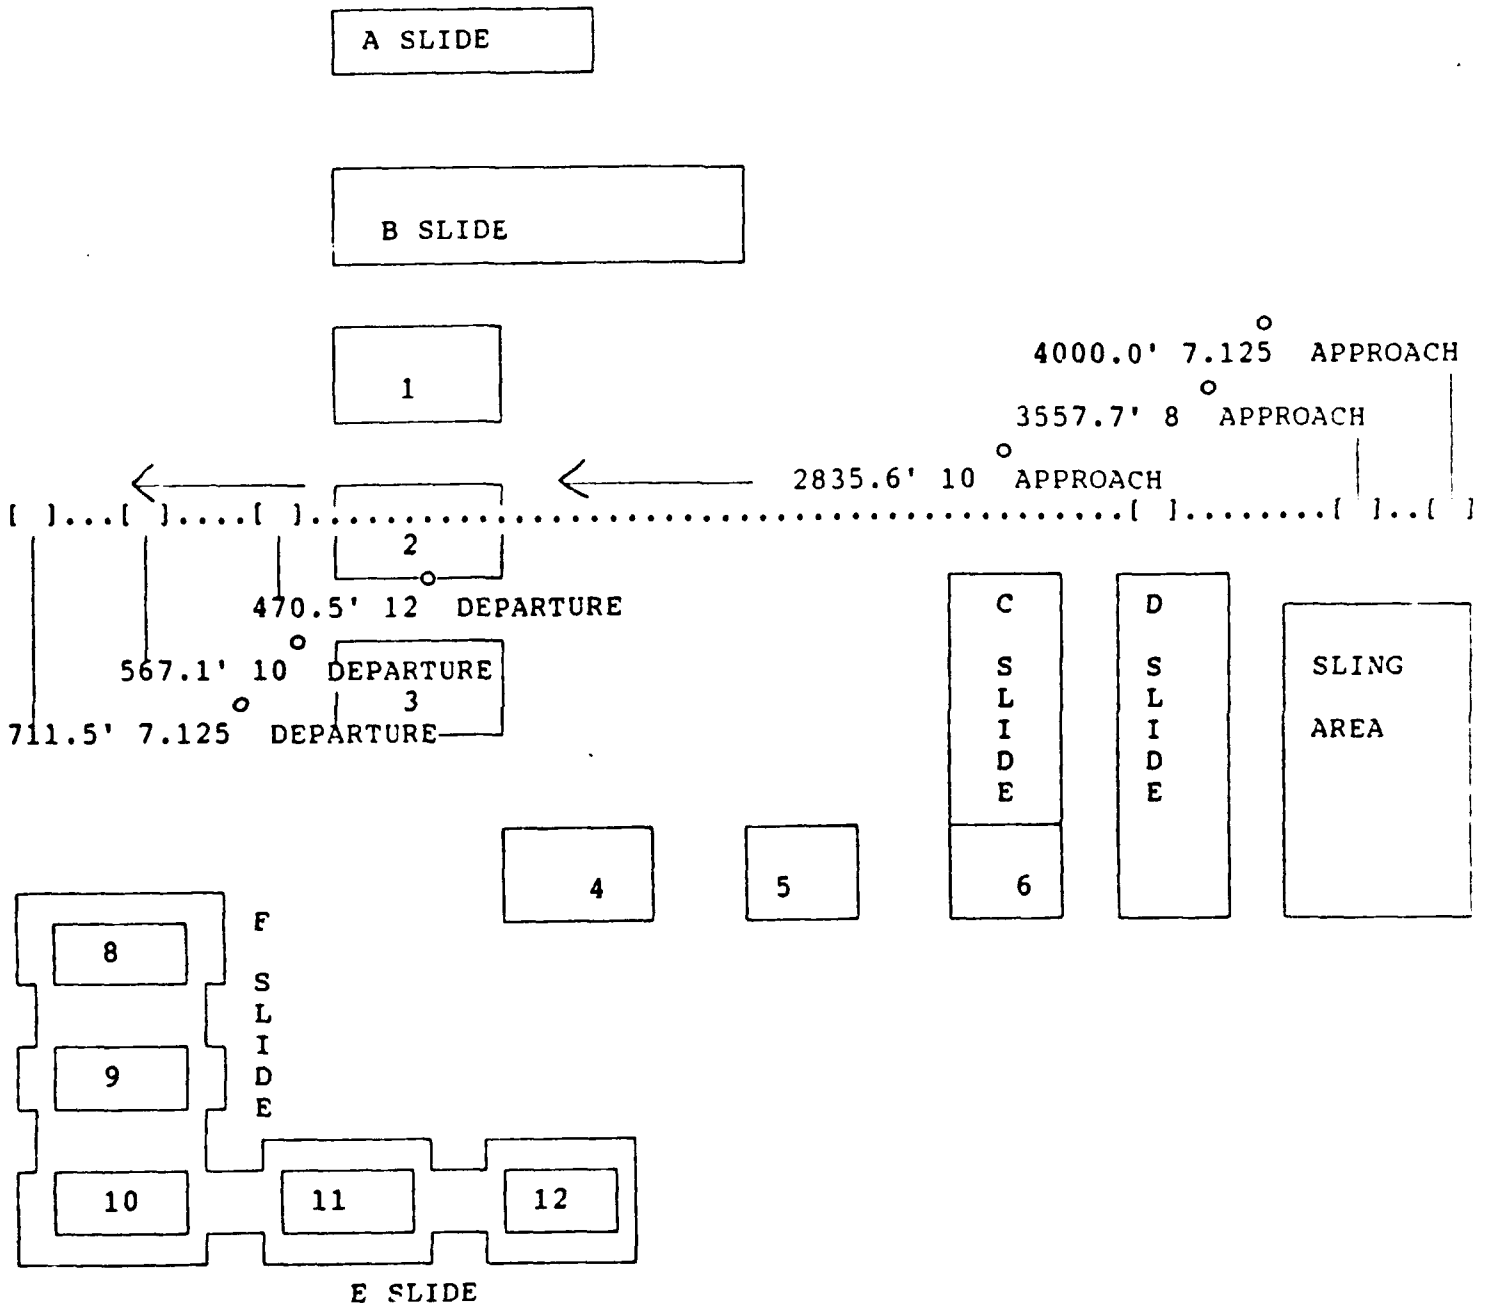 A SLIDE
B SLIDE
1
4000.0' 7.125° APPROACH
3557.7' 8° APPROACH
2835.6' 10° APPROACH
[ ]...[ ]....[ ].............................................[ ]........[ ]..[ ]
2
470.5' 12° DEPARTURE
567.1' 10° DEPARTURE
3
711.5' 7.125° DEPARTURE
C SLIDE
D SLIDE
SLING
AREA
4
5
6
8
F SLIDE
9
10
11
12
E SLIDE